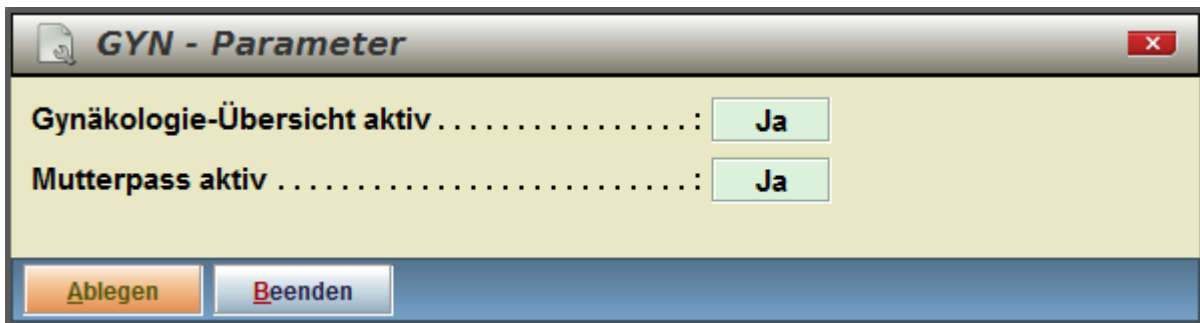 GYN - Parameter
Gynäkologie-Übersicht aktiv . . . . . . . . . . . . . . . . : Ja
Mutterpass aktiv . . . . . . . . . . . . . . . . . . . . . . . . . . : Ja
Ablegen Beenden